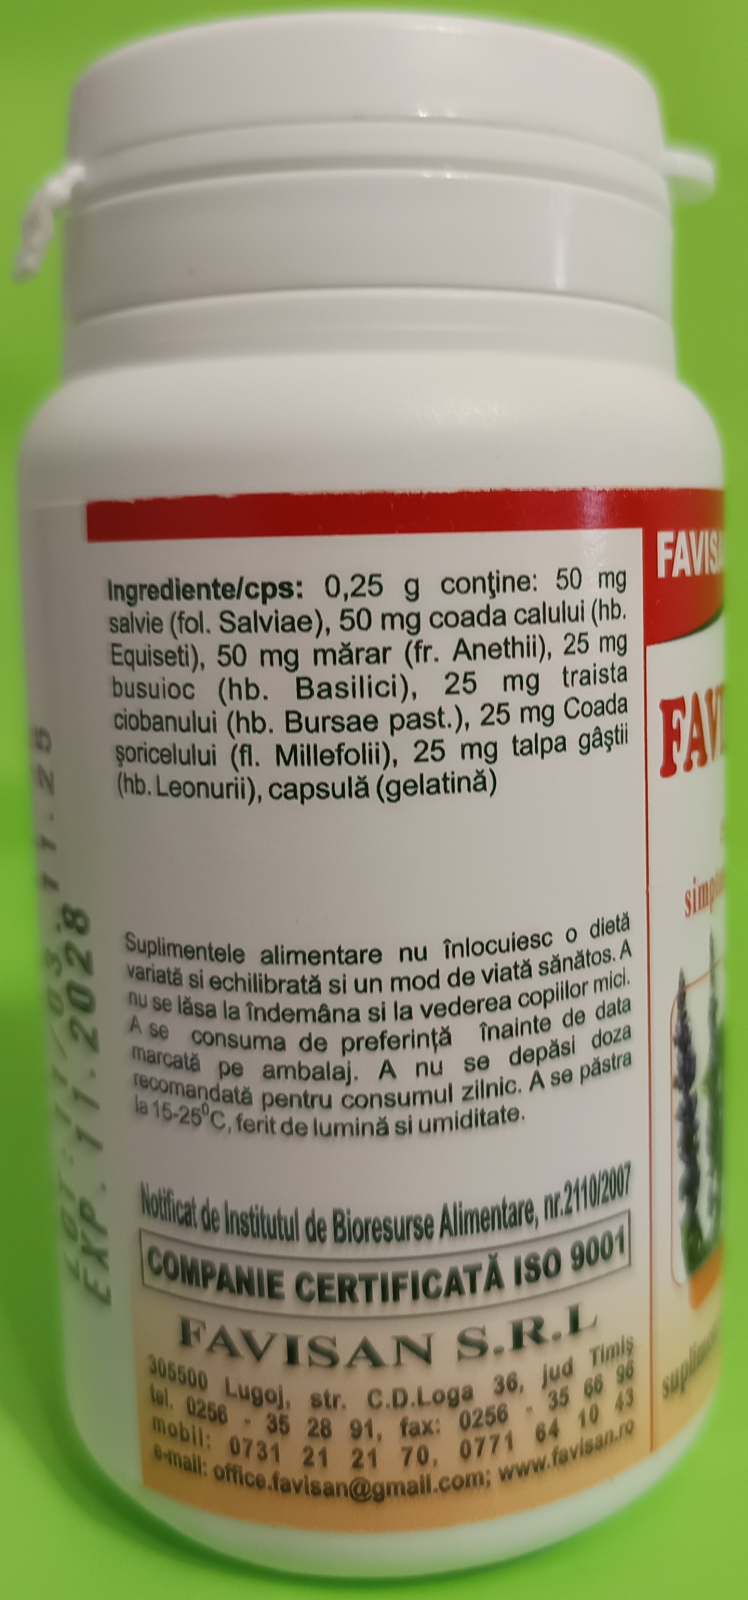 Ingrediente/cps: 0,25 g conţine: 50 mg
salvie (fol. Salviae), 50 mg coada calului (hb.
Equiseti), 50 mg mărar (fr. Anethii), 25 mg
busuioc (hb. Basilici), 25 mg traista
ciobanului (hb. Bursae past.), 25 mg Coada
şoricelului (fl. Millefolii), 25 mg talpa gâştii
(hb. Leonurii), capsulă (gelatină)
Suplimentele alimentare nu înlocuiesc o dietă
variată si echilibrată si un mod de viată sănătos. A
nu se lăsa la îndemâna si la vederea copiilor mici.
A se consuma de preferinţă înainte de data
marcată pe ambalaj. A nu se depăsi doza
recomandată pentru consumul zilnic. A se păstra
la 15-25⁰C, ferit de lumină si umiditate.
Notificat de Institutul de Bioresurse Alimentare, nr.2110/2007
COMPANIE CERTIFICATĂ ISO 9001
FAVISAN S.R.L
305500 Lugoj, str. C.D.Loga 36, jud Timiş
tel. 0256 - 35 28 91, fax: 0256 - 35 66 96
mobil: 0731 21 21 70, 0771 64 10 43
e-mail: office.favisan@gmail.com; www.favisan.ro
EXP. 11.2028
FAVIS
FAV